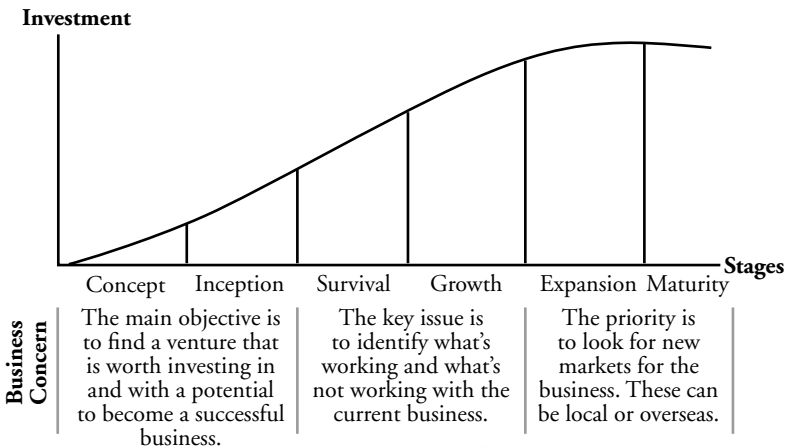 Investment
Stages
Concept
Inception
Survival
Growth
Expansion
Maturity
Business
Concern
The main objective is
to find a venture that
is worth investing in
and with a potential
to become a successful
business.
The key issue is
to identify what's
working and what's
not working with the
current business.
The priority is
to look for new
markets for the
business. These can
be local or overseas.